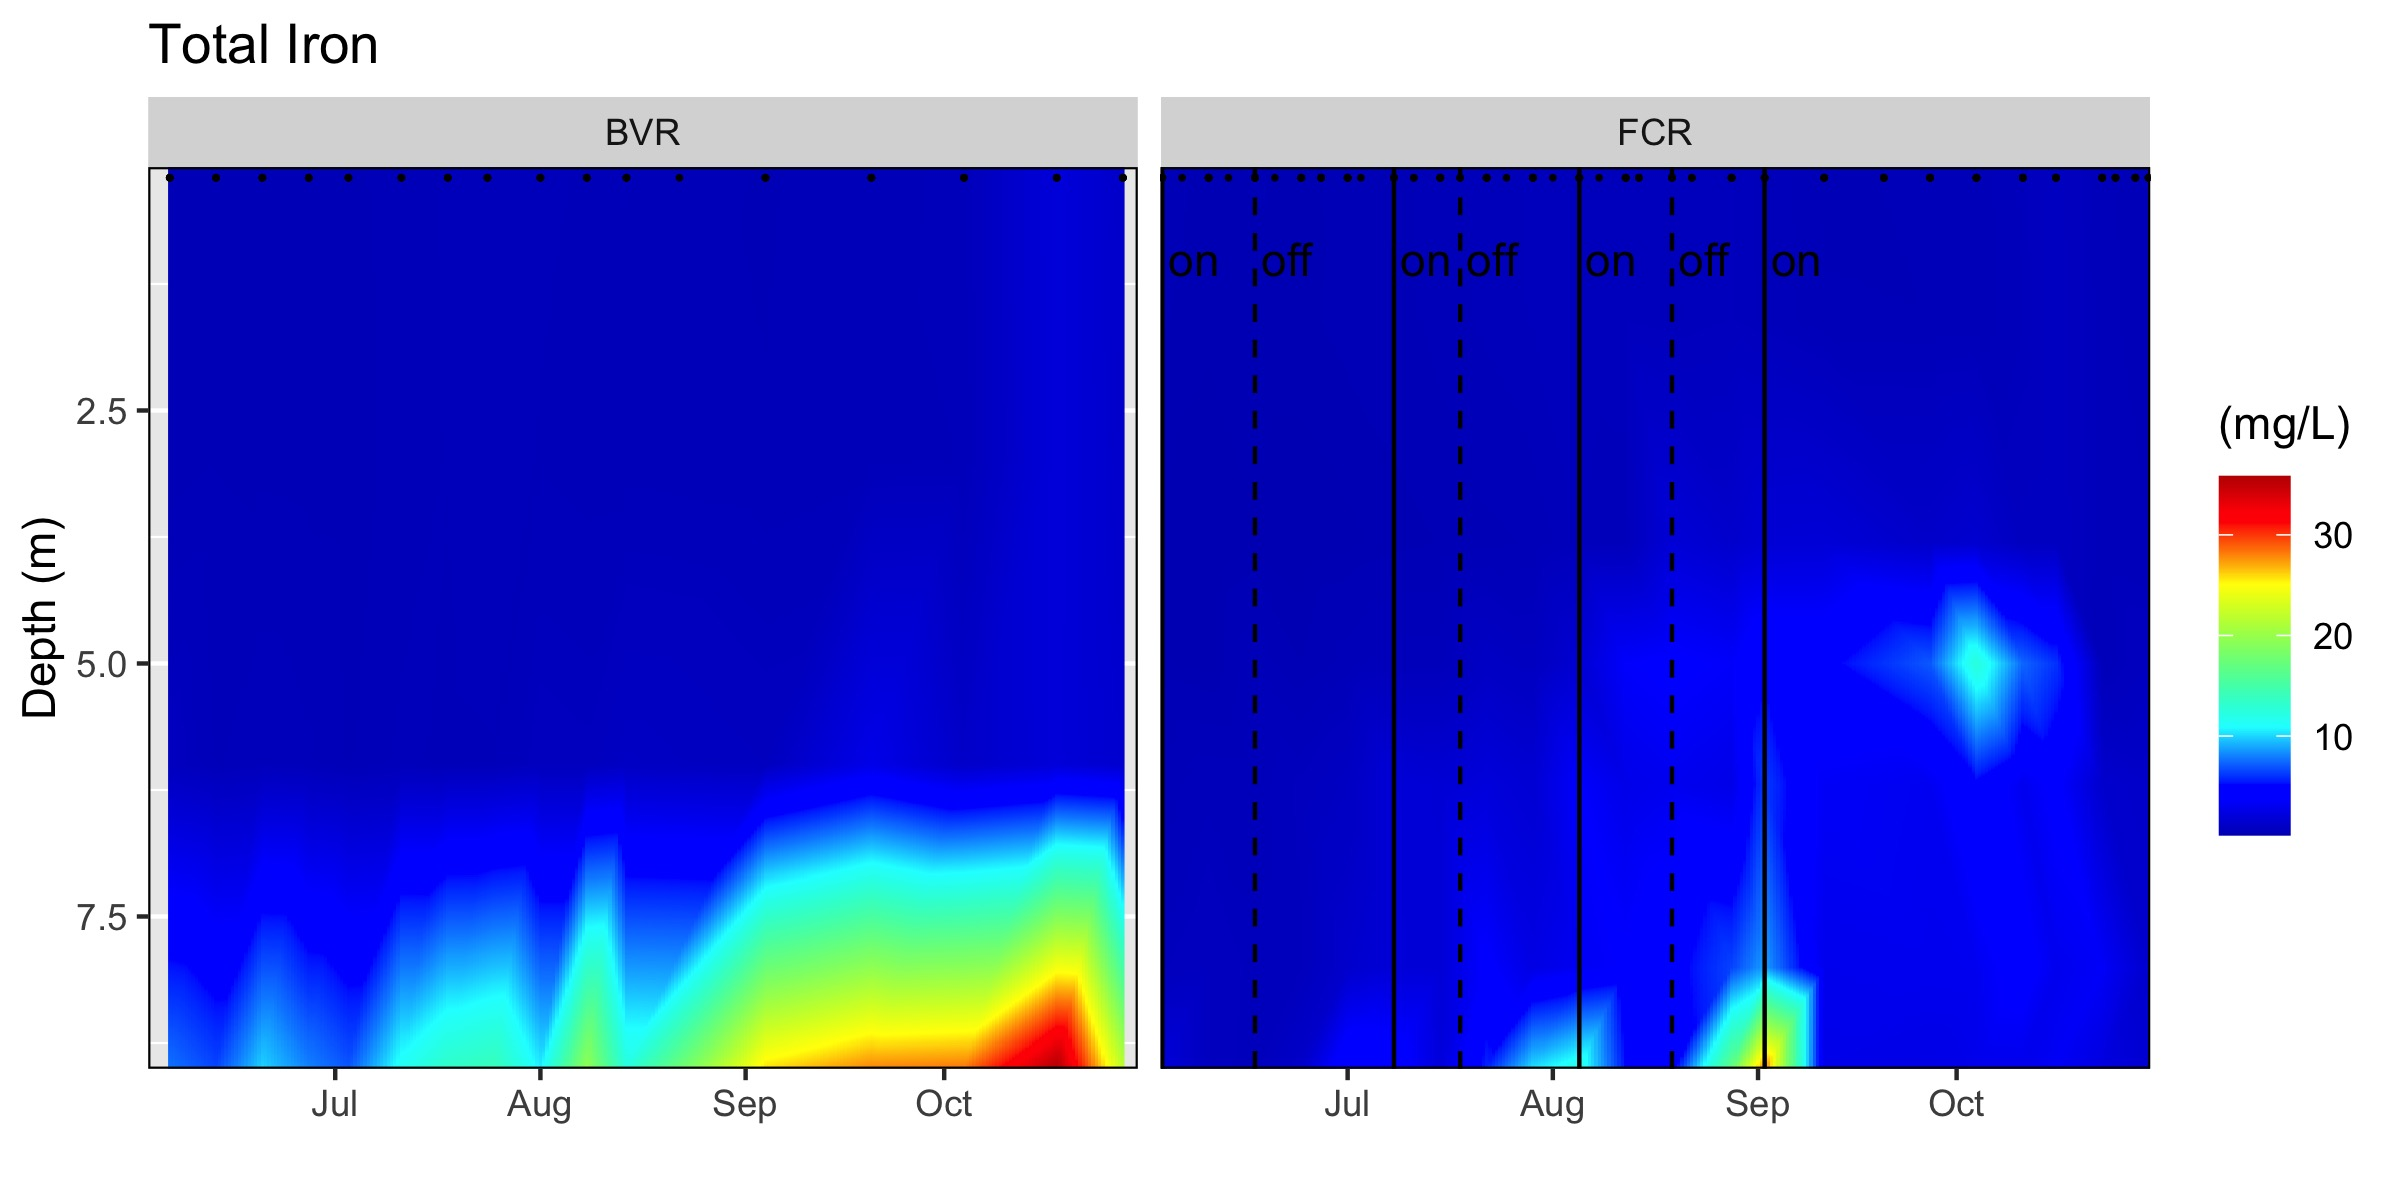 Total Iron
BVR
FCR
on off on off on off on
Depth (m)
2.5
5.0
7.5
Jul Aug Sep Oct
Jul Aug Sep Oct
(mg/L)
30
20
10